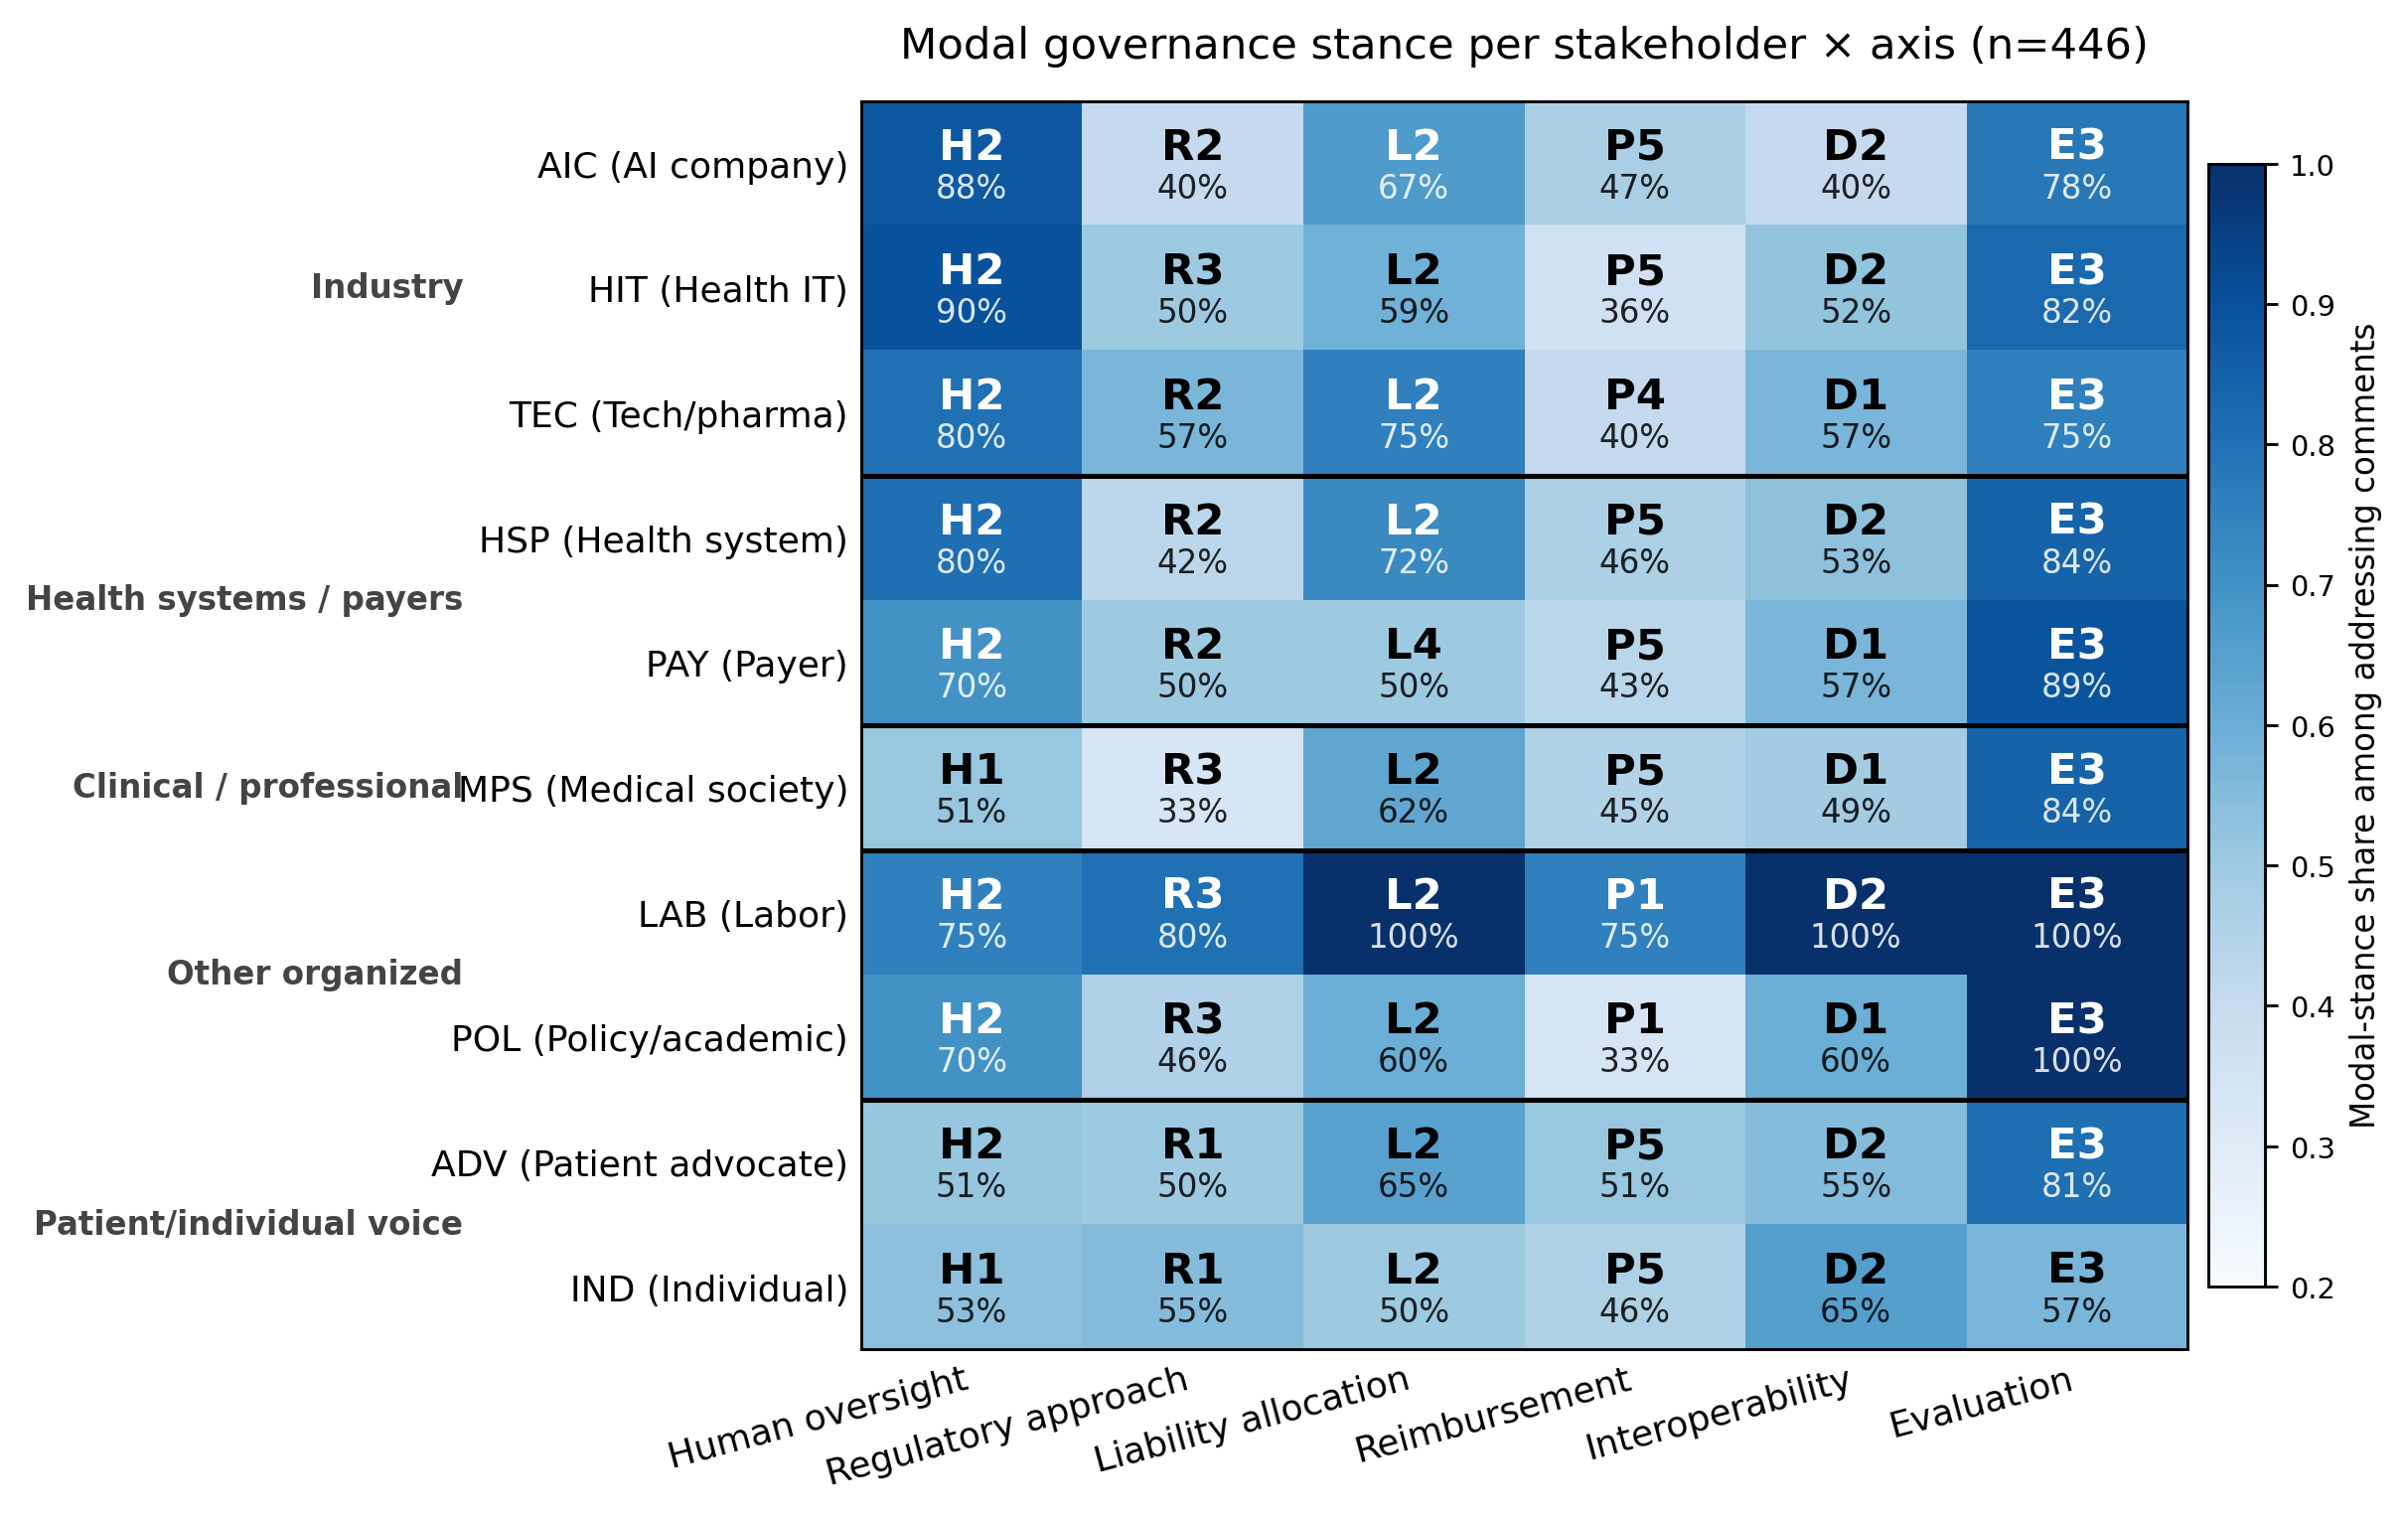 Modal governance stance per stakeholder × axis (n=446)
Industry
Health systems / payers
Clinical / professional
Other organized
Patient/individual voice
AIC (AI company)
H2 R2 L2 P5 D2 E3
88% 40% 67% 47% 40% 78%
HIT (Health IT)
H2 R3 L2 P5 D2 E3
90% 50% 59% 36% 52% 82%
TEC (Tech/pharma)
H2 R2 L2 P4 D1 E3
80% 57% 75% 40% 57% 75%
HSP (Health system)
H2 R2 L2 P5 D2 E3
80% 42% 72% 46% 53% 84%
PAY (Payer)
H2 R2 L4 P5 D1 E3
70% 50% 50% 43% 57% 89%
MPS (Medical society)
H1 R3 L2 P5 D1 E3
51% 33% 62% 45% 49% 84%
LAB (Labor)
H2 R3 L2 P1 D2 E3
75% 80% 100% 75% 100% 100%
POL (Policy/academic)
H2 R3 L2 P1 D1 E3
70% 46% 60% 33% 60% 100%
ADV (Patient advocate)
H2 R1 L2 P5 D2 E3
51% 50% 65% 51% 55% 81%
IND (Individual)
H1 R1 L2 P5 D2 E3
53% 55% 50% 46% 65% 57%
Human oversight
Regulatory approach
Liability allocation
Reimbursement
Interoperability
Evaluation
1.0
0.9
0.8
0.7
0.6
0.5
0.4
0.3
0.2
Modal-stance share among addressing comments